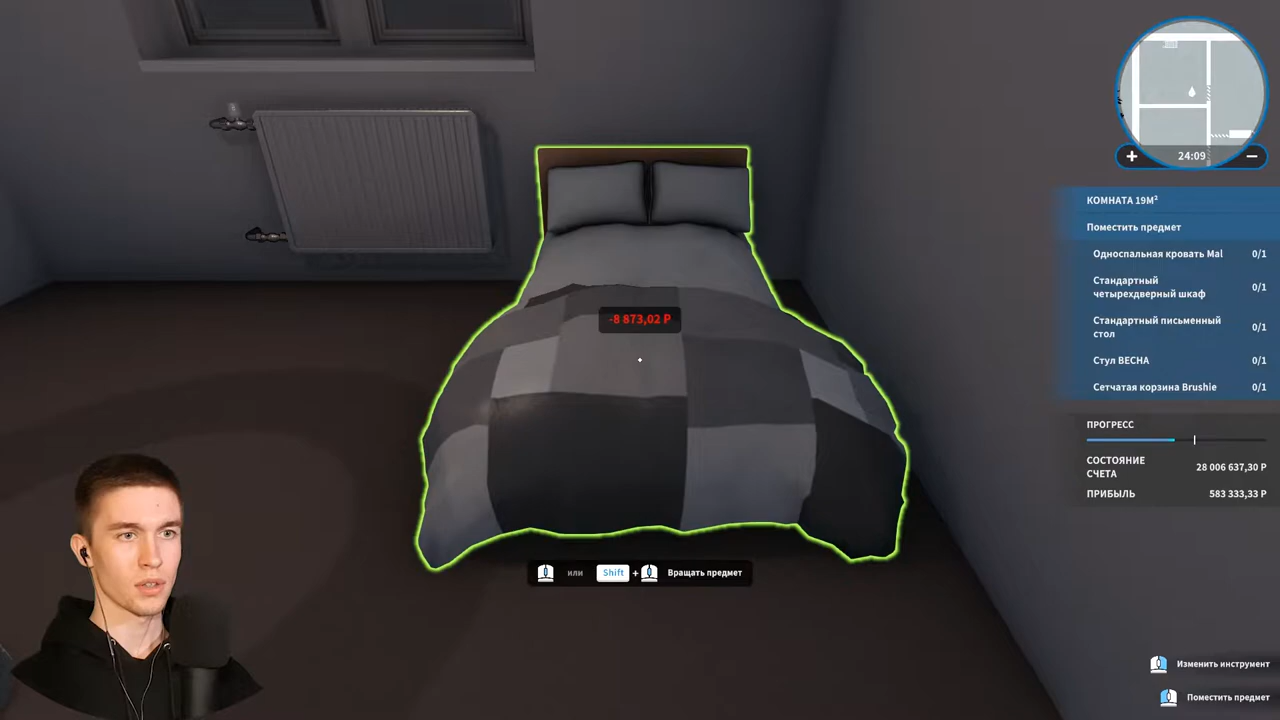 + 24:09 −
КОМНАТА 19М²
Поместить предмет
Односпальная кровать Mal 0/1
Стандартный
четырехдверный шкаф 0/1
Стандартный письменный
стол 0/1
Стул ВЕСНА 0/1
Сетчатая корзина Brushie 0/1
-8 873,02 Р
ПРОГРЕСС
СОСТОЯНИЕ
СЧЕТА 28 006 637,30 Р
ПРИБЫЛЬ 583 333,33 Р
или Shift + Вращать предмет
Изменить инструмент
Поместить предмет